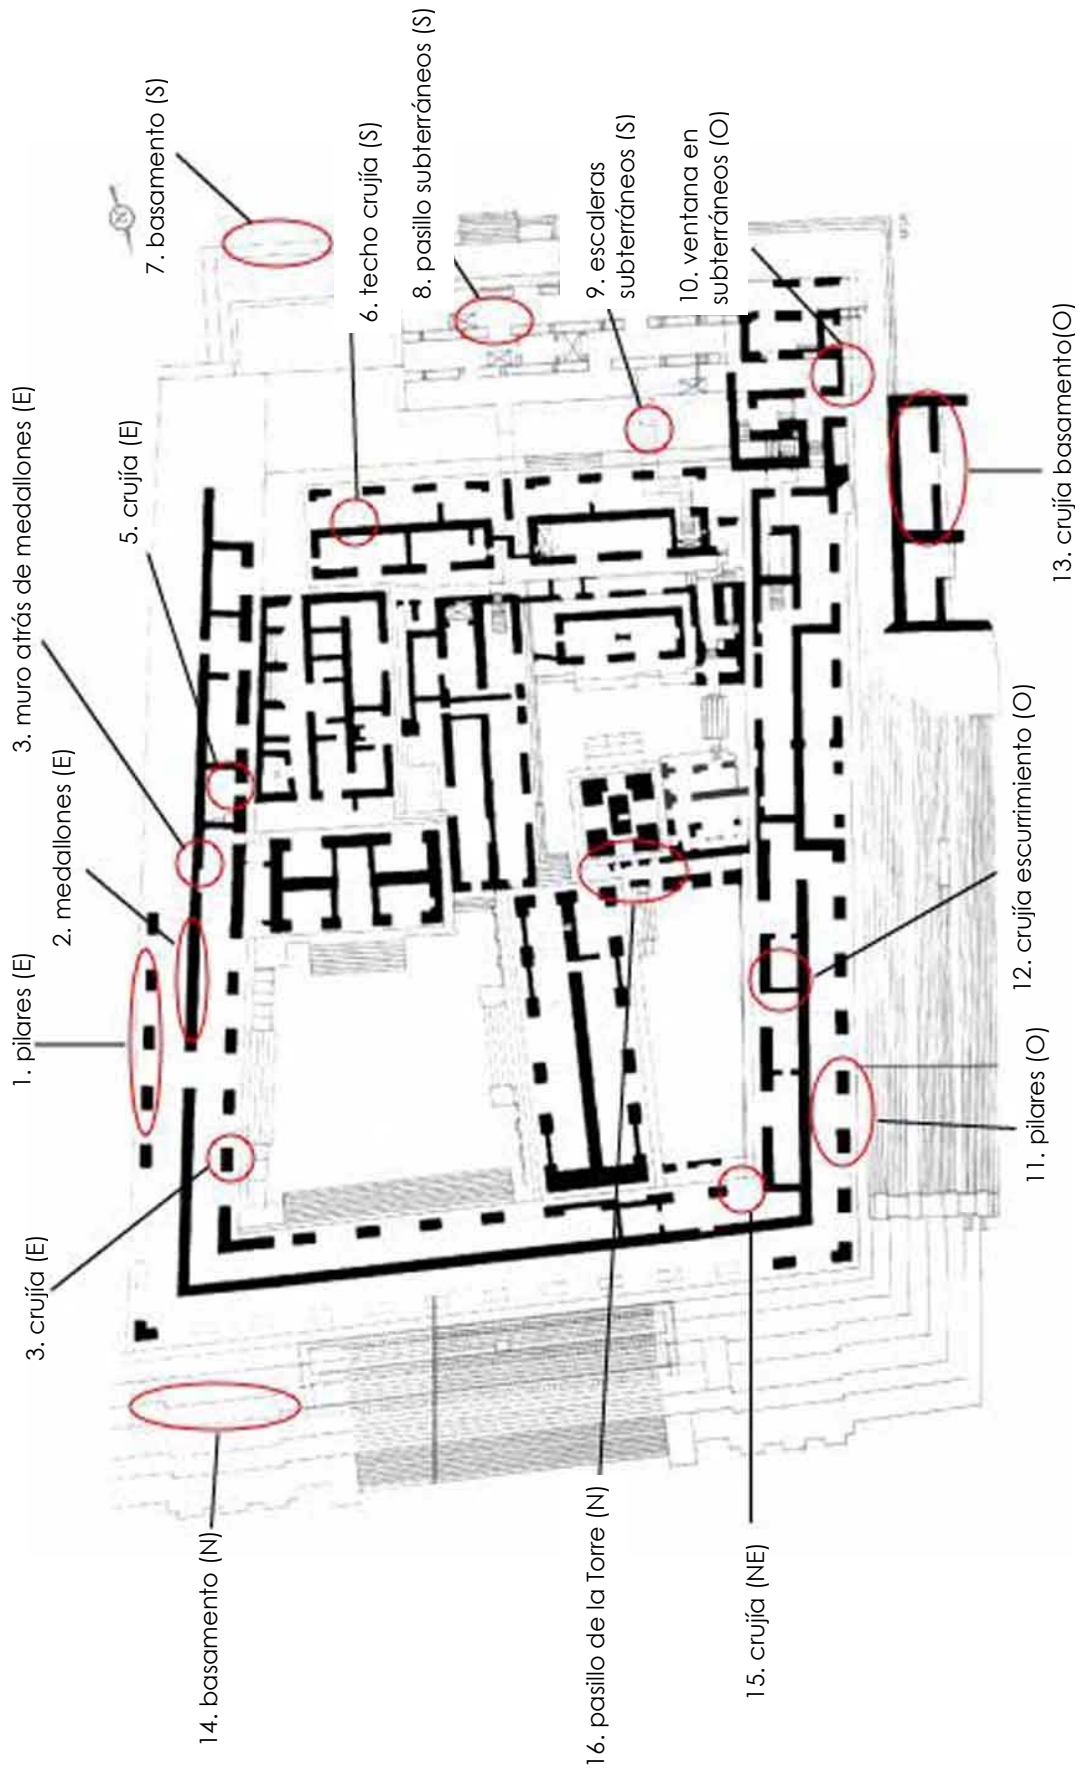 1. pilares (E)
2. medallones (E)
3. muro atrás de medallones (E)
3. crujía (E)
5. crujía (E)
6. techo crujía (S)
7. basamento (S)
8. pasillo subterráneos (S)
9. escaleras
subterráneos (S)
10. ventana en
subterráneos (O)
11. pilares (O)
12. crujía escurrimiento (O)
13. crujía basamento(O)
14. basamento (N)
15. crujía (NE)
16. pasillo de la Torre (N)
N